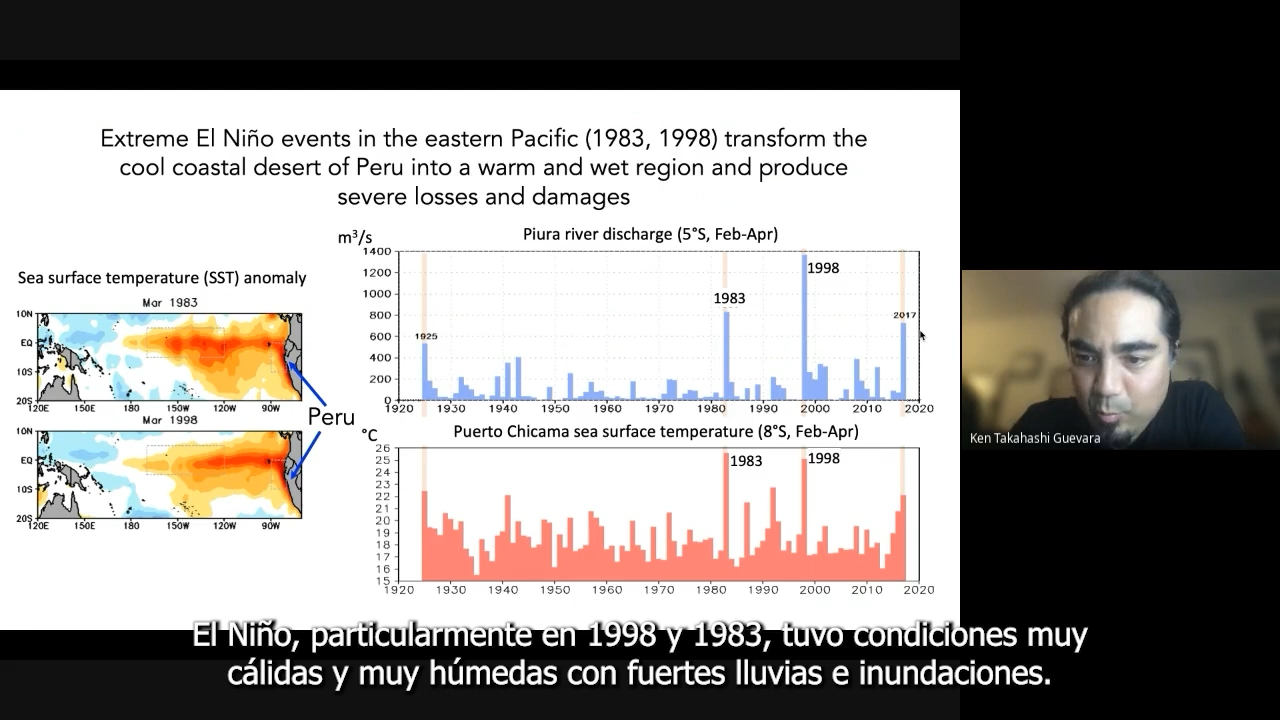 Extreme El Niño events in the eastern Pacific (1983, 1998) transform the
cool coastal desert of Peru into a warm and wet region and produce
severe losses and damages
Sea surface temperature (SST) anomaly
Mar 1983
10N
EQ
10S
20S
120E 150E 180 150W 120W 90W
Mar 1998
10N
EQ
10S
20S
120E 150E 180 150W 120W 90W
Peru
m³/s
Piura river discharge (5°S, Feb-Apr)
1400
1200
1000
800
600
400
200
0
1925
1983
1998
2017
1920 1930 1940 1950 1960 1970 1980 1990 2000 2010 2020
°C
Puerto Chicama sea surface temperature (8°S, Feb-Apr)
26
25
24
23
22
21
20
19
18
17
16
15
1983
1998
1920 1930 1940 1950 1960 1970 1980 1990 2000 2010 2020
Ken Takahashi Guevara
El Niño, particularmente en 1998 y 1983, tuvo condiciones muy
cálidas y muy húmedas con fuertes lluvias e inundaciones.